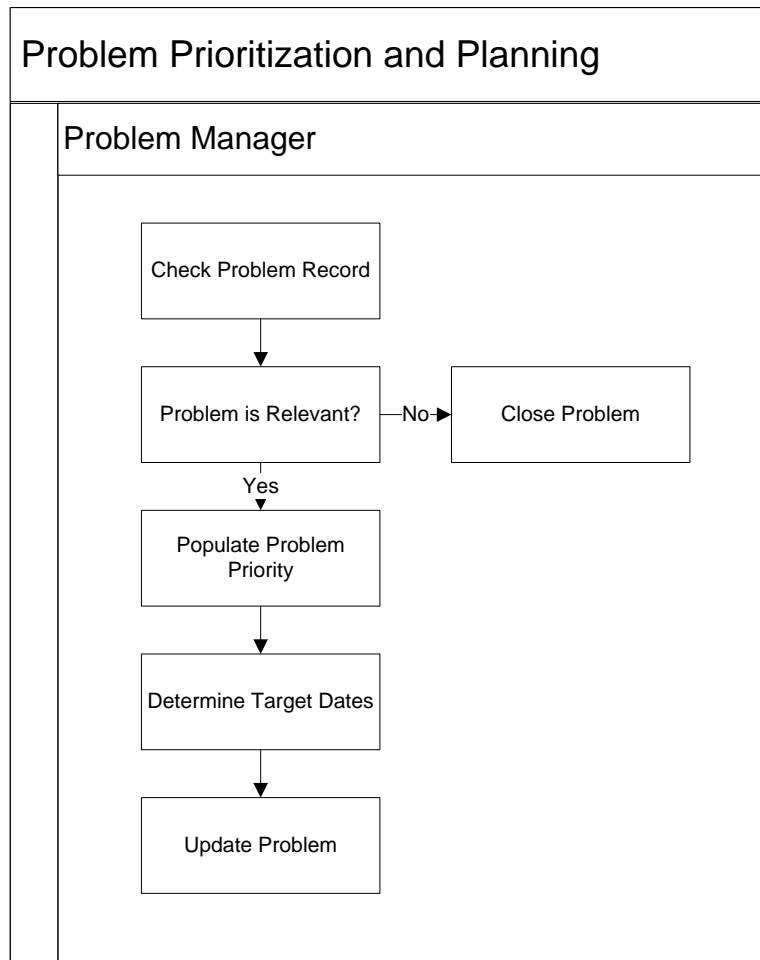 Problem Prioritization and Planning
Problem Manager
Check Problem Record
Problem is Relevant?
No
Close Problem
Yes
Populate Problem
Priority
Determine Target Dates
Update Problem